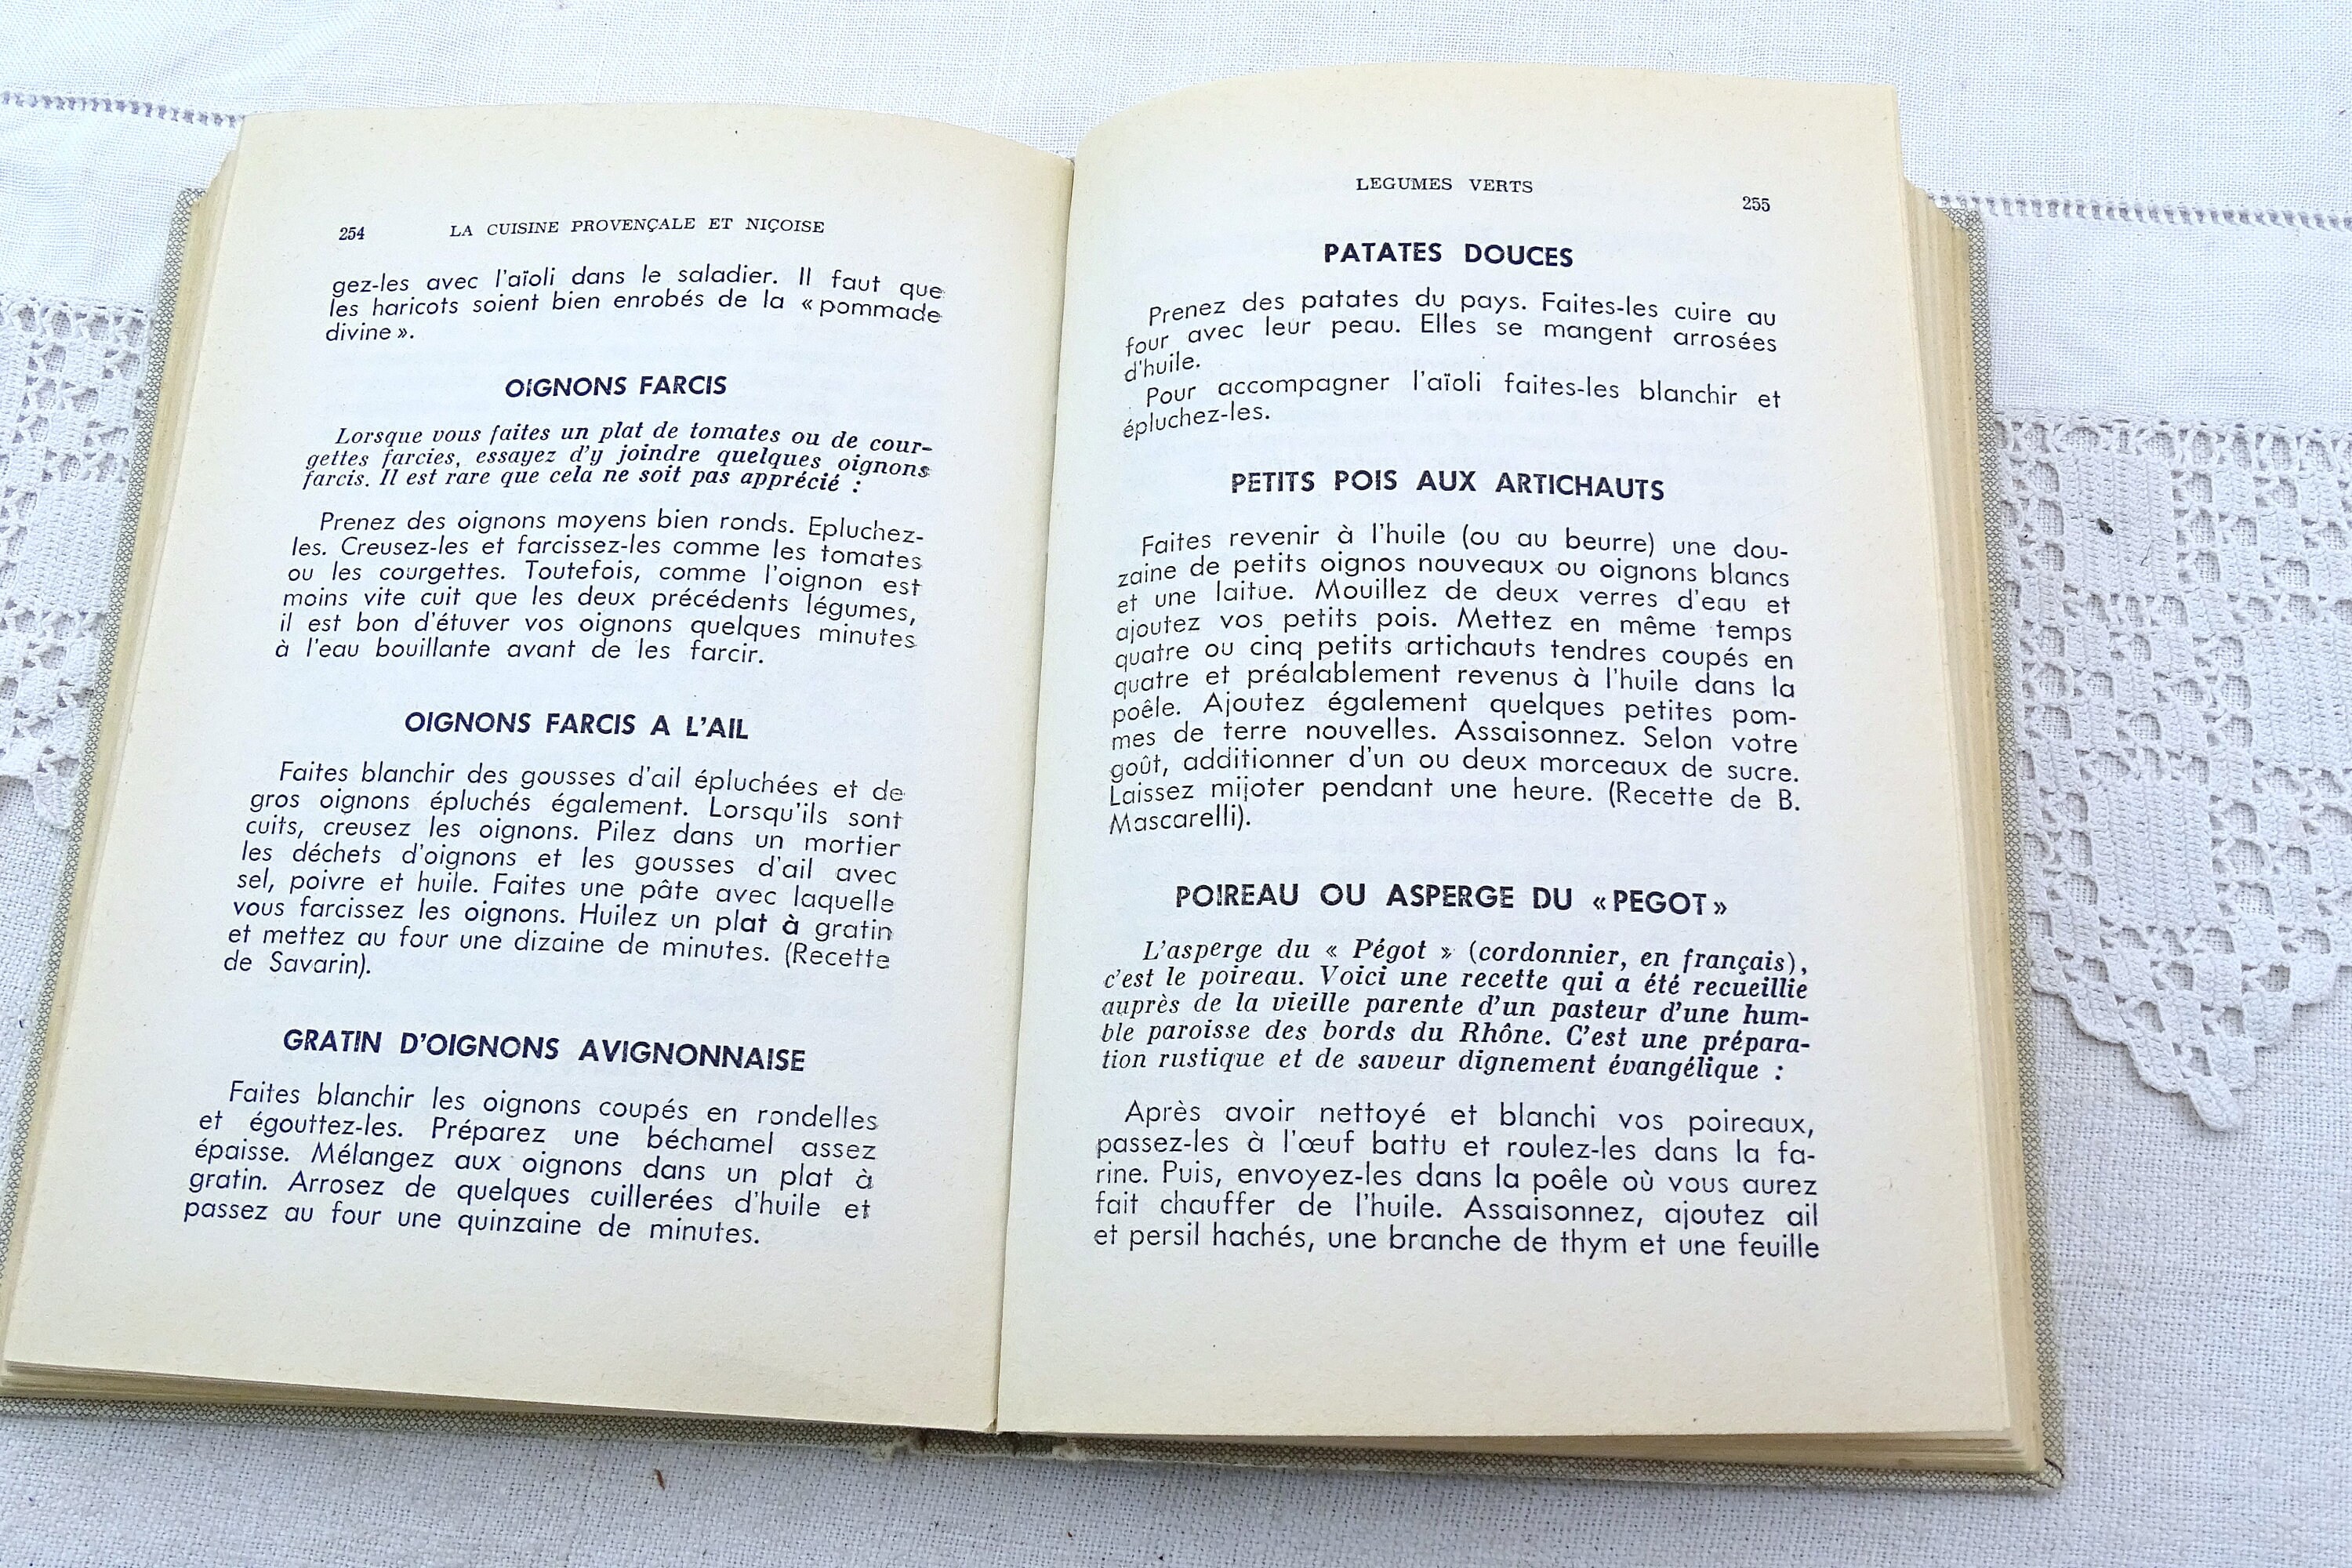 254 LA CUISINE PROVENÇALE ET NIÇOISE
gez-les avec l'aïoli dans le saladier. Il faut que
les haricots soient bien enrobés de la « pommade
divine ».
OIGNONS FARCIS
Lorsque vous faites un plat de tomates ou de cour-
gettes farcies, essayez d'y joindre quelques oignons
farcis. Il est rare que cela ne soit pas apprécié :
Prenez des oignons moyens bien ronds. Epluchez-
les. Creusez-les et farcissez-les comme les tomates
ou les courgettes. Toutefois, comme l'oignon est
moins vite cuit que les deux précédents légumes,
il est bon d'étuver vos oignons quelques minutes
à l'eau bouillante avant de les farcir.
OIGNONS FARCIS A L'AIL
Faites blanchir des gousses d'ail épluchées et de
gros oignons épluchés également. Lorsqu'ils sont
cuits, creusez les oignons. Pilez dans un mortier
les déchets d'oignons et les gousses d'ail avec
sel, poivre et huile. Faites une pâte avec laquelle
vous farcissez les oignons. Huilez un plat à gratin
et mettez au four une dizaine de minutes. (Recette
de Savarin).
GRATIN D'OIGNONS AVIGNONNAISE
Faites blanchir les oignons coupés en rondelles
et égouttez-les. Préparez une béchamel assez
épaisse. Mélangez aux oignons dans un plat à
gratin. Arrosez de quelques cuillerées d'huile et
passez au four une quinzaine de minutes.
LEGUMES VERTS 255
PATATES DOUCES
Prenez des patates du pays. Faites-les cuire au
four avec leur peau. Elles se mangent arrosées
d'huile.
Pour accompagner l'aïoli faites-les blanchir et
épluchez-les.
PETITS POIS AUX ARTICHAUTS
Faites revenir à l'huile (ou au beurre) une dou-
zaine de petits oignos nouveaux ou oignons blancs
et une laitue. Mouillez de deux verres d'eau et
ajoutez vos petits pois. Mettez en même temps
quatre ou cinq petits artichauts tendres coupés en
quatre et préalablement revenus à l'huile dans la
poêle. Ajoutez également quelques petites pom-
mes de terre nouvelles. Assaisonnez. Selon votre
goût, additionner d'un ou deux morceaux de sucre.
Laissez mijoter pendant une heure. (Recette de B.
Mascarelli).
POIREAU OU ASPERGE DU « PEGOT »
L'asperge du « Pégot » (cordonnier, en français),
c'est le poireau. Voici une recette qui a été recueillie
auprès de la vieille parente d'un pasteur d'une hum-
ble paroisse des bords du Rhône. C'est une prépara-
tion rustique et de saveur dignement évangélique :
Après avoir nettoyé et blanchi vos poireaux,
passez-les à l'œuf battu et roulez-les dans la fa-
rine. Puis, envoyez-les dans la poêle où vous aurez
fait chauffer de l'huile. Assaisonnez, ajoutez ail
et persil hachés, une branche de thym et une feuille